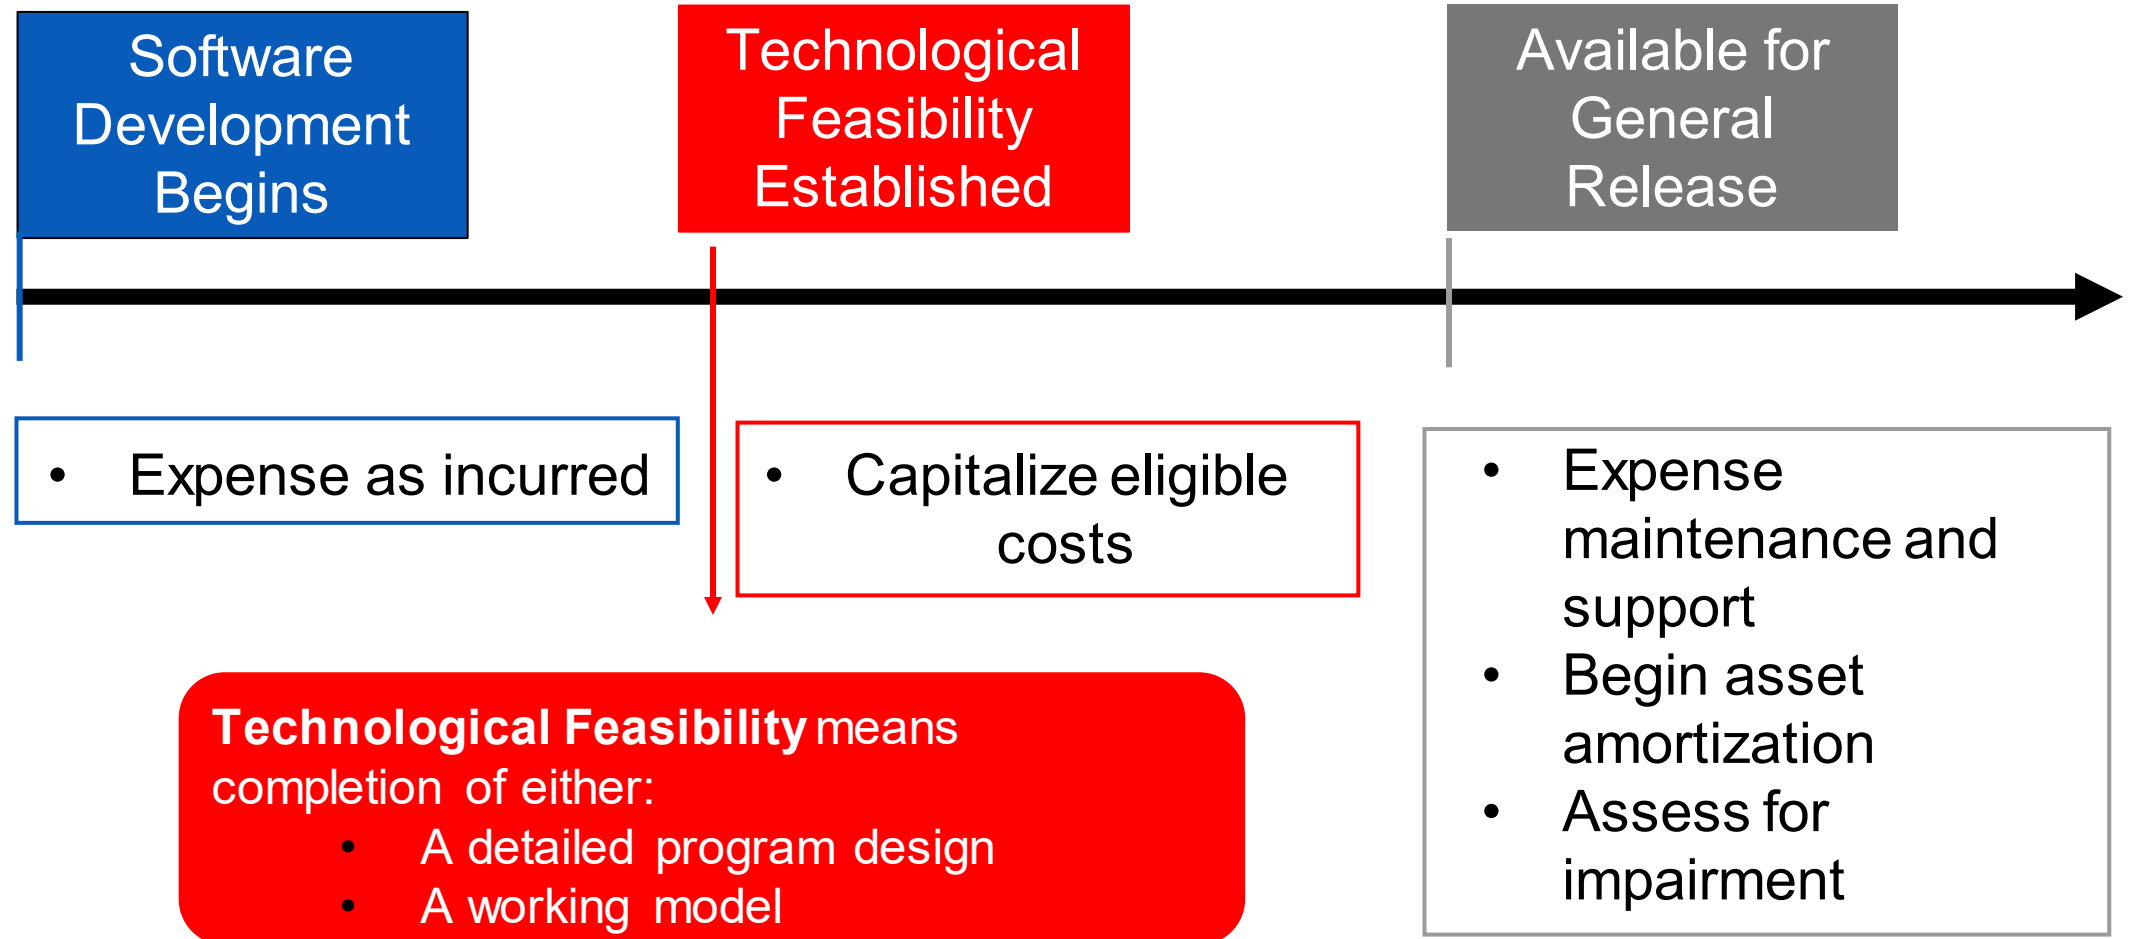 Software
Development
Begins
Technological
Feasibility
Established
Available for
General
Release
• Expense as incurred
• Capitalize eligible
costs
• Expense
maintenance and
support
• Begin asset
amortization
• Assess for
impairment
Technological Feasibility means
completion of either:
• A detailed program design
• A working model